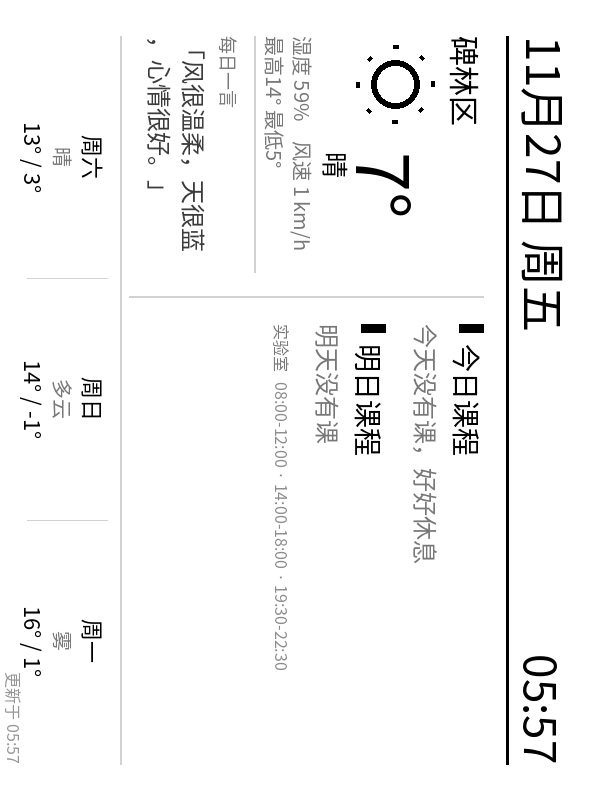 11月27日 周五
05:57
碑林区
7°
晴
湿度 59%　风速 1 km/h
最高14° 最低5°
每日一言
「风很温柔，天很蓝
，心情很好。」
今日课程
今天没有课，好好休息
明日课程
明天没有课
实验室 08:00-12:00 · 14:00-18:00 · 19:30-22:30
周六
晴
13° / 3°
周日
多云
14° / -1°
周一
雾
16° / 1°
更新于 05:57